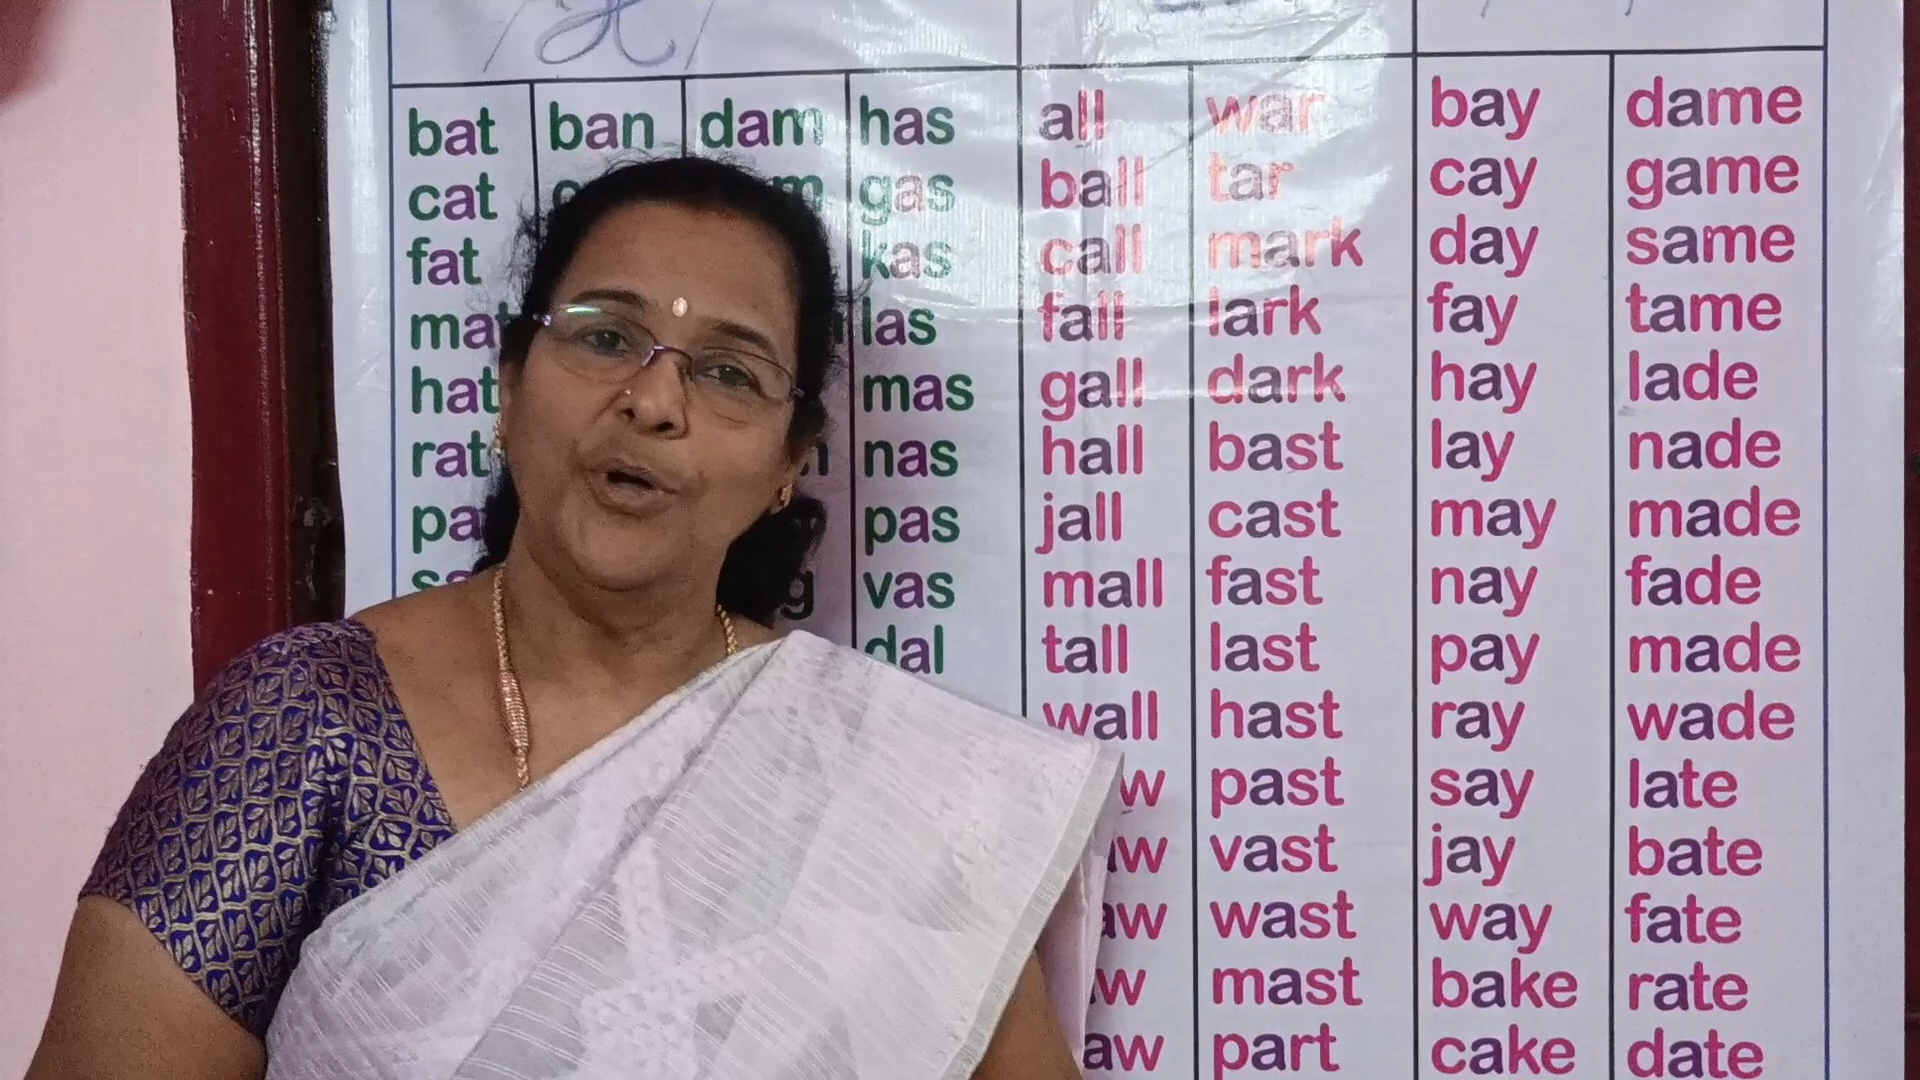 bat ban dam has all war bay dame
cat gas ball tar cay game
fat kas call mark day same
mat las fall lark fay tame
hat mas gall dark hay lade
rat nas hall bast lay nade
pas jall cast may made
vas mall fast nay fade
dal tall last pay made
wall hast ray wade
past say late
vast jay bate
wast way fate
mast bake rate
part cake date